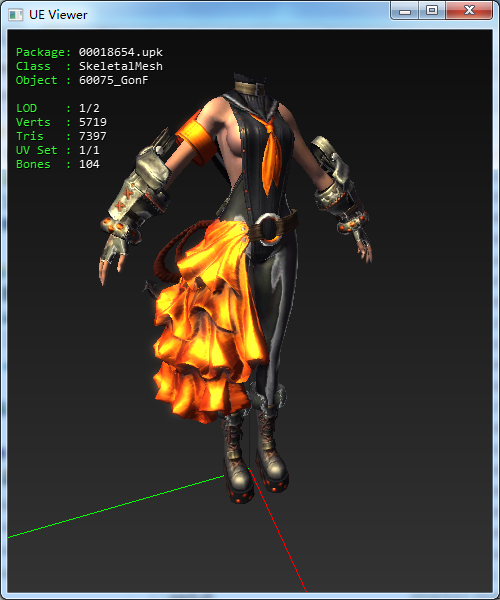 UE Viewer
Package: 00018654.upk
Class : SkeletalMesh
Object : 60075_GonF
LOD : 1/2
Verts : 5719
Tris : 7397
UV Set : 1/1
Bones : 104